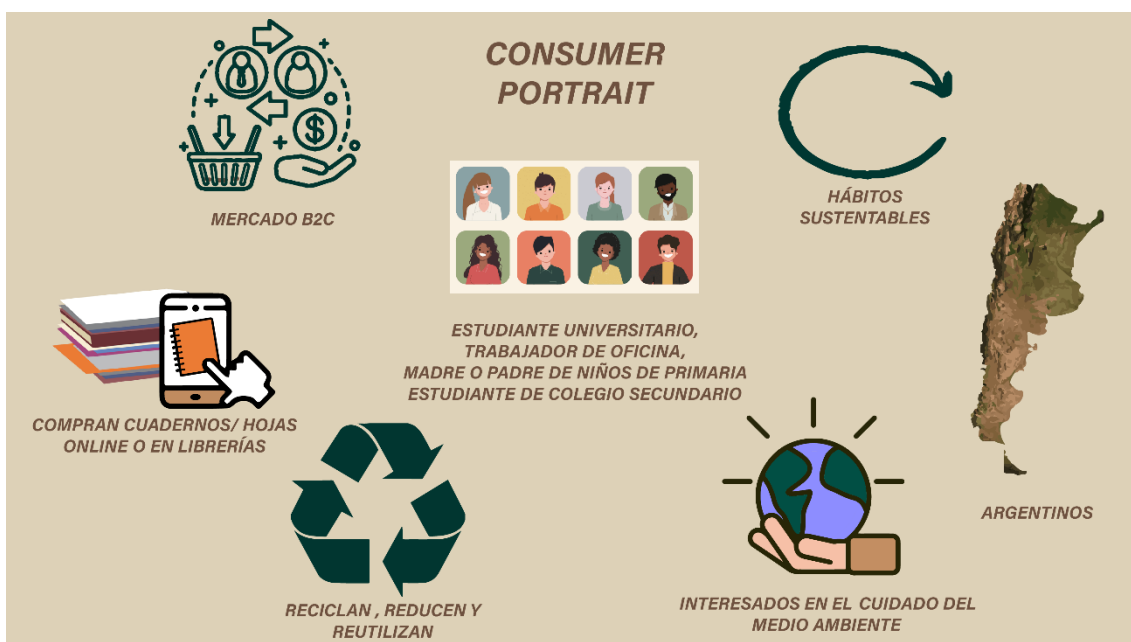 CONSUMER
PORTRAIT
MERCADO B2C
HÁBITOS
SUSTENTABLES
ESTUDIANTE UNIVERSITARIO,
TRABAJADOR DE OFICINA,
MADRE O PADRE DE NIÑOS DE PRIMARIA
ESTUDIANTE DE COLEGIO SECUNDARIO
COMPRAN CUADERNOS/ HOJAS
ONLINE O EN LIBRERÍAS
ARGENTINOS
RECICLAN , REDUCEN Y
REUTILIZAN
INTERESADOS EN EL CUIDADO DEL
MEDIO AMBIENTE